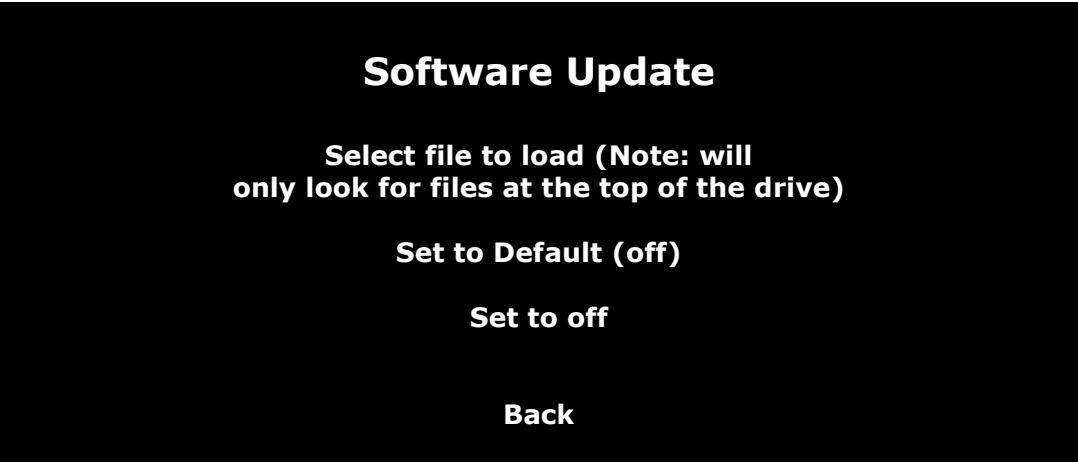 Software Update
Select file to load (Note: will
only look for files at the top of the drive)
Set to Default (off)
Set to off
Back